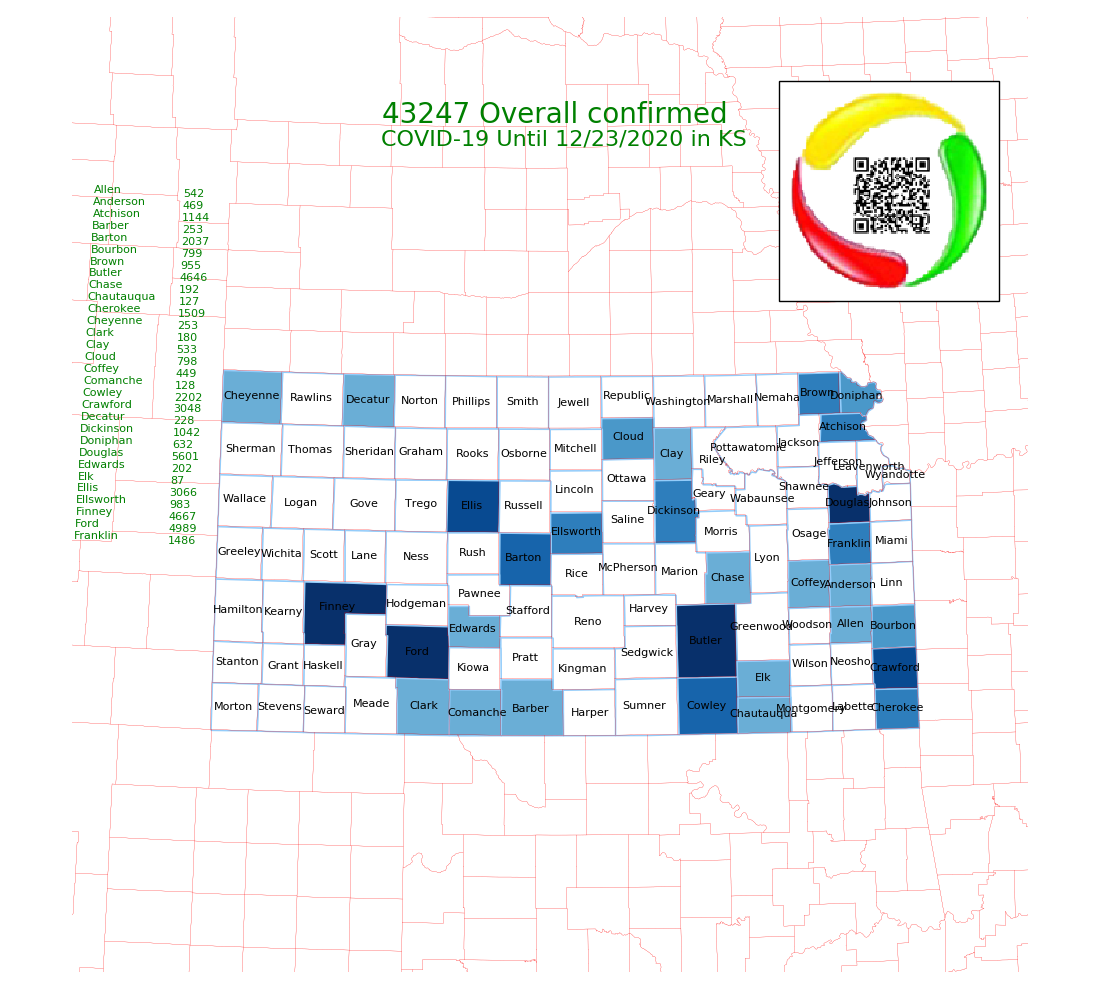 43247 Overall confirmed
COVID-19 Until 12/23/2020 in KS
Allen 542
Anderson 469
Atchison 1144
Barber 253
Barton 2037
Bourbon 799
Brown 955
Butler 4646
Chase 192
Chautauqua 127
Cherokee 1509
Cheyenne 253
Clark 180
Clay 533
Cloud 798
Coffey 449
Comanche 128
Cowley 2202
Crawford 3048
Decatur 228
Dickinson 1042
Doniphan 632
Douglas 5601
Edwards 202
Elk 87
Ellis 3066
Ellsworth 983
Finney 4667
Ford 4989
Franklin 1486
Cheyenne Rawlins Decatur Norton Phillips Smith Jewell Republic Washington Marshall Nemaha Brown Doniphan
Atchison
Sherman Thomas Sheridan Graham Rooks Osborne Mitchell Cloud Clay Riley Pottawatomie Jackson Jefferson Leavenworth Wyandotte
Wallace Logan Gove Trego Ellis Russell Lincoln Ottawa Dickinson Geary Wabaunsee Shawnee Douglas Johnson
Greeley Wichita Scott Lane Ness Rush Barton Ellsworth Saline Morris Osage Franklin Miami
Rice McPherson Marion Chase Lyon Coffey Anderson Linn
Hamilton Kearny Finney Hodgeman Pawnee Stafford Reno Harvey Butler Greenwood Woodson Allen Bourbon
Gray Ford Edwards
Stanton Grant Haskell Kiowa Pratt Kingman Sedgwick Elk Wilson Neosho Crawford
Morton Stevens Seward Meade Clark Comanche Barber Harper Sumner Cowley Chautauqua Montgomery Labette Cherokee